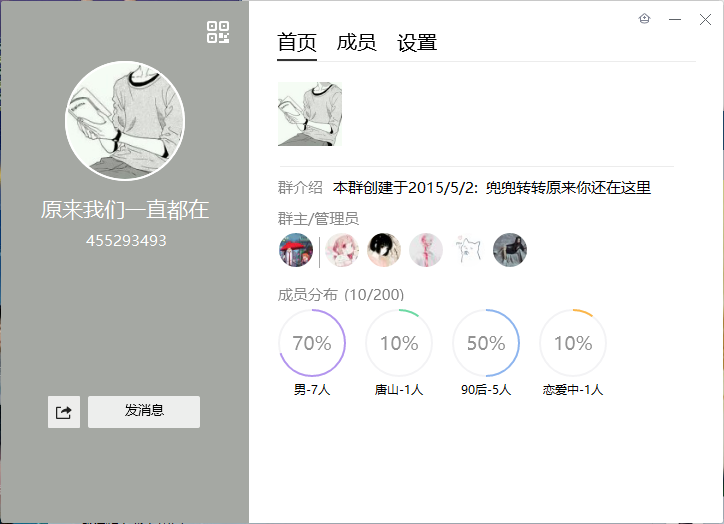 首页 成员 设置
原来我们一直都在
455293493
发消息
群介绍 本群创建于2015/5/2: 兜兜转转原来你还在这里
群主/管理员
成员分布 (10/200)
70% 10% 50% 10%
男-7人 唐山-1人 90后-5人 恋爱中-1人